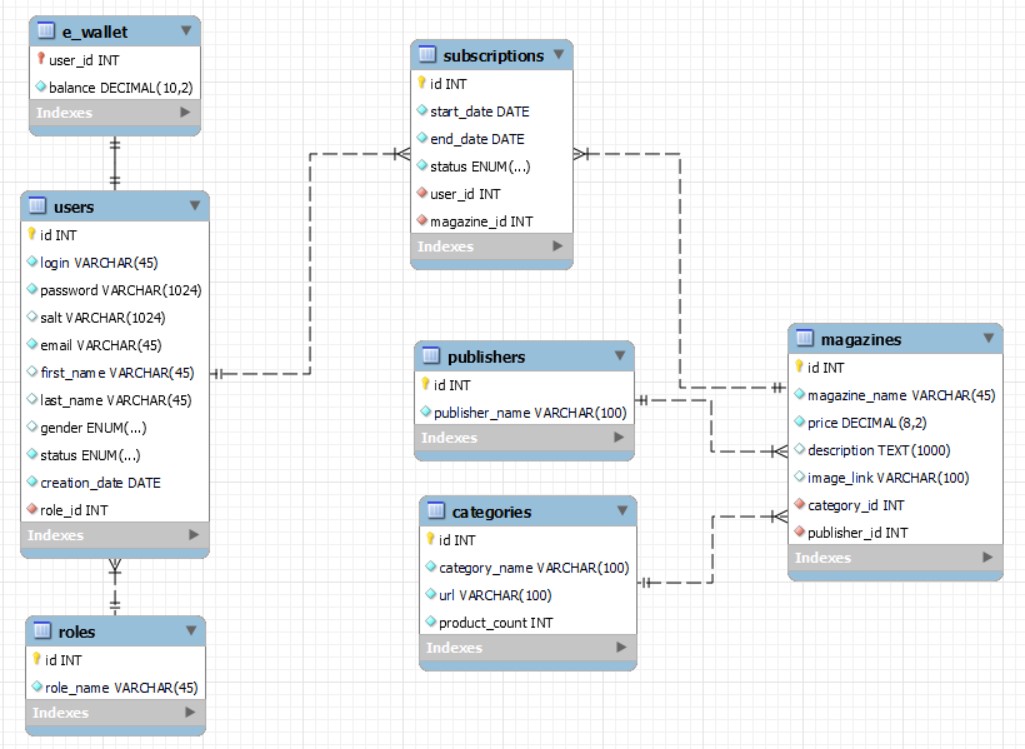 e_wallet
user_id INT
balance DECIMAL(10,2)
Indexes
users
id INT
login VARCHAR(45)
password VARCHAR(1024)
salt VARCHAR(1024)
email VARCHAR(45)
first_name VARCHAR(45)
last_name VARCHAR(45)
gender ENUM(...)
status ENUM(...)
creation_date DATE
role_id INT
Indexes
roles
id INT
role_name VARCHAR(45)
Indexes
subscriptions
id INT
start_date DATE
end_date DATE
status ENUM(...)
user_id INT
magazine_id INT
Indexes
publishers
id INT
publisher_name VARCHAR(100)
Indexes
categories
id INT
category_name VARCHAR(100)
url VARCHAR(100)
product_count INT
Indexes
magazines
id INT
magazine_name VARCHAR(45)
price DECIMAL(8,2)
description TEXT(1000)
image_link VARCHAR(100)
category_id INT
publisher_id INT
Indexes